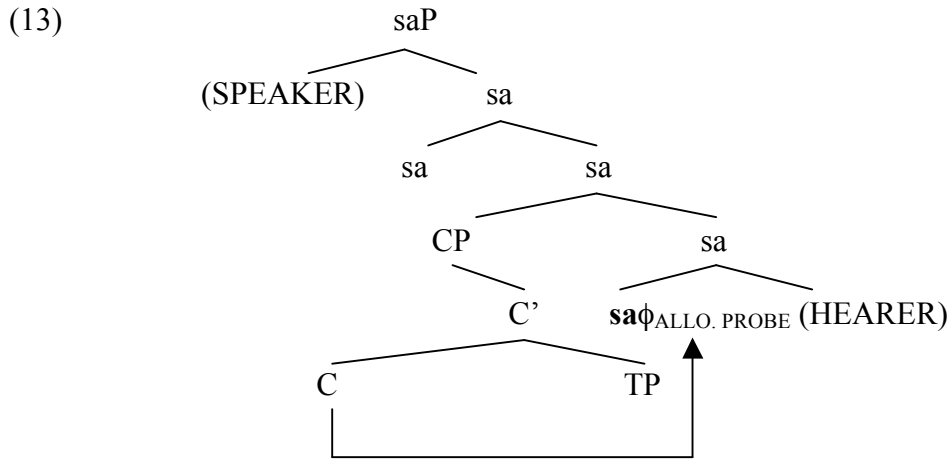 (13) saP
(SPEAKER) sa
sa sa
CP sa
C’ saϕALLO. PROBE (HEARER)
C TP